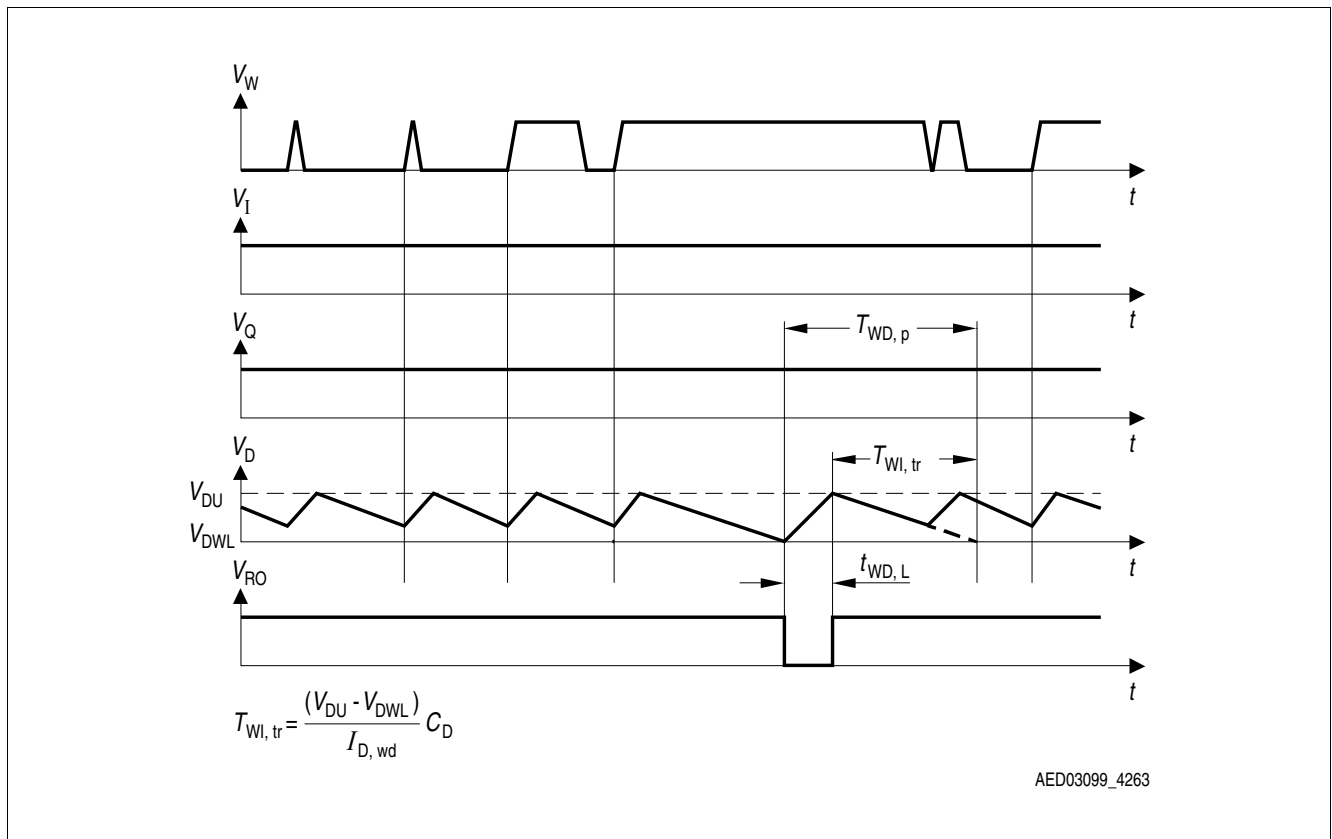 V_W
t
V_I
t
V_Q
T_WD, p
t
V_D
T_WI, tr
V_DU
V_DWL
t
V_RO
t_WD, L
t
T_WI, tr = (V_DU - V_DWL) / I_D, wd C_D
AED03099_4263